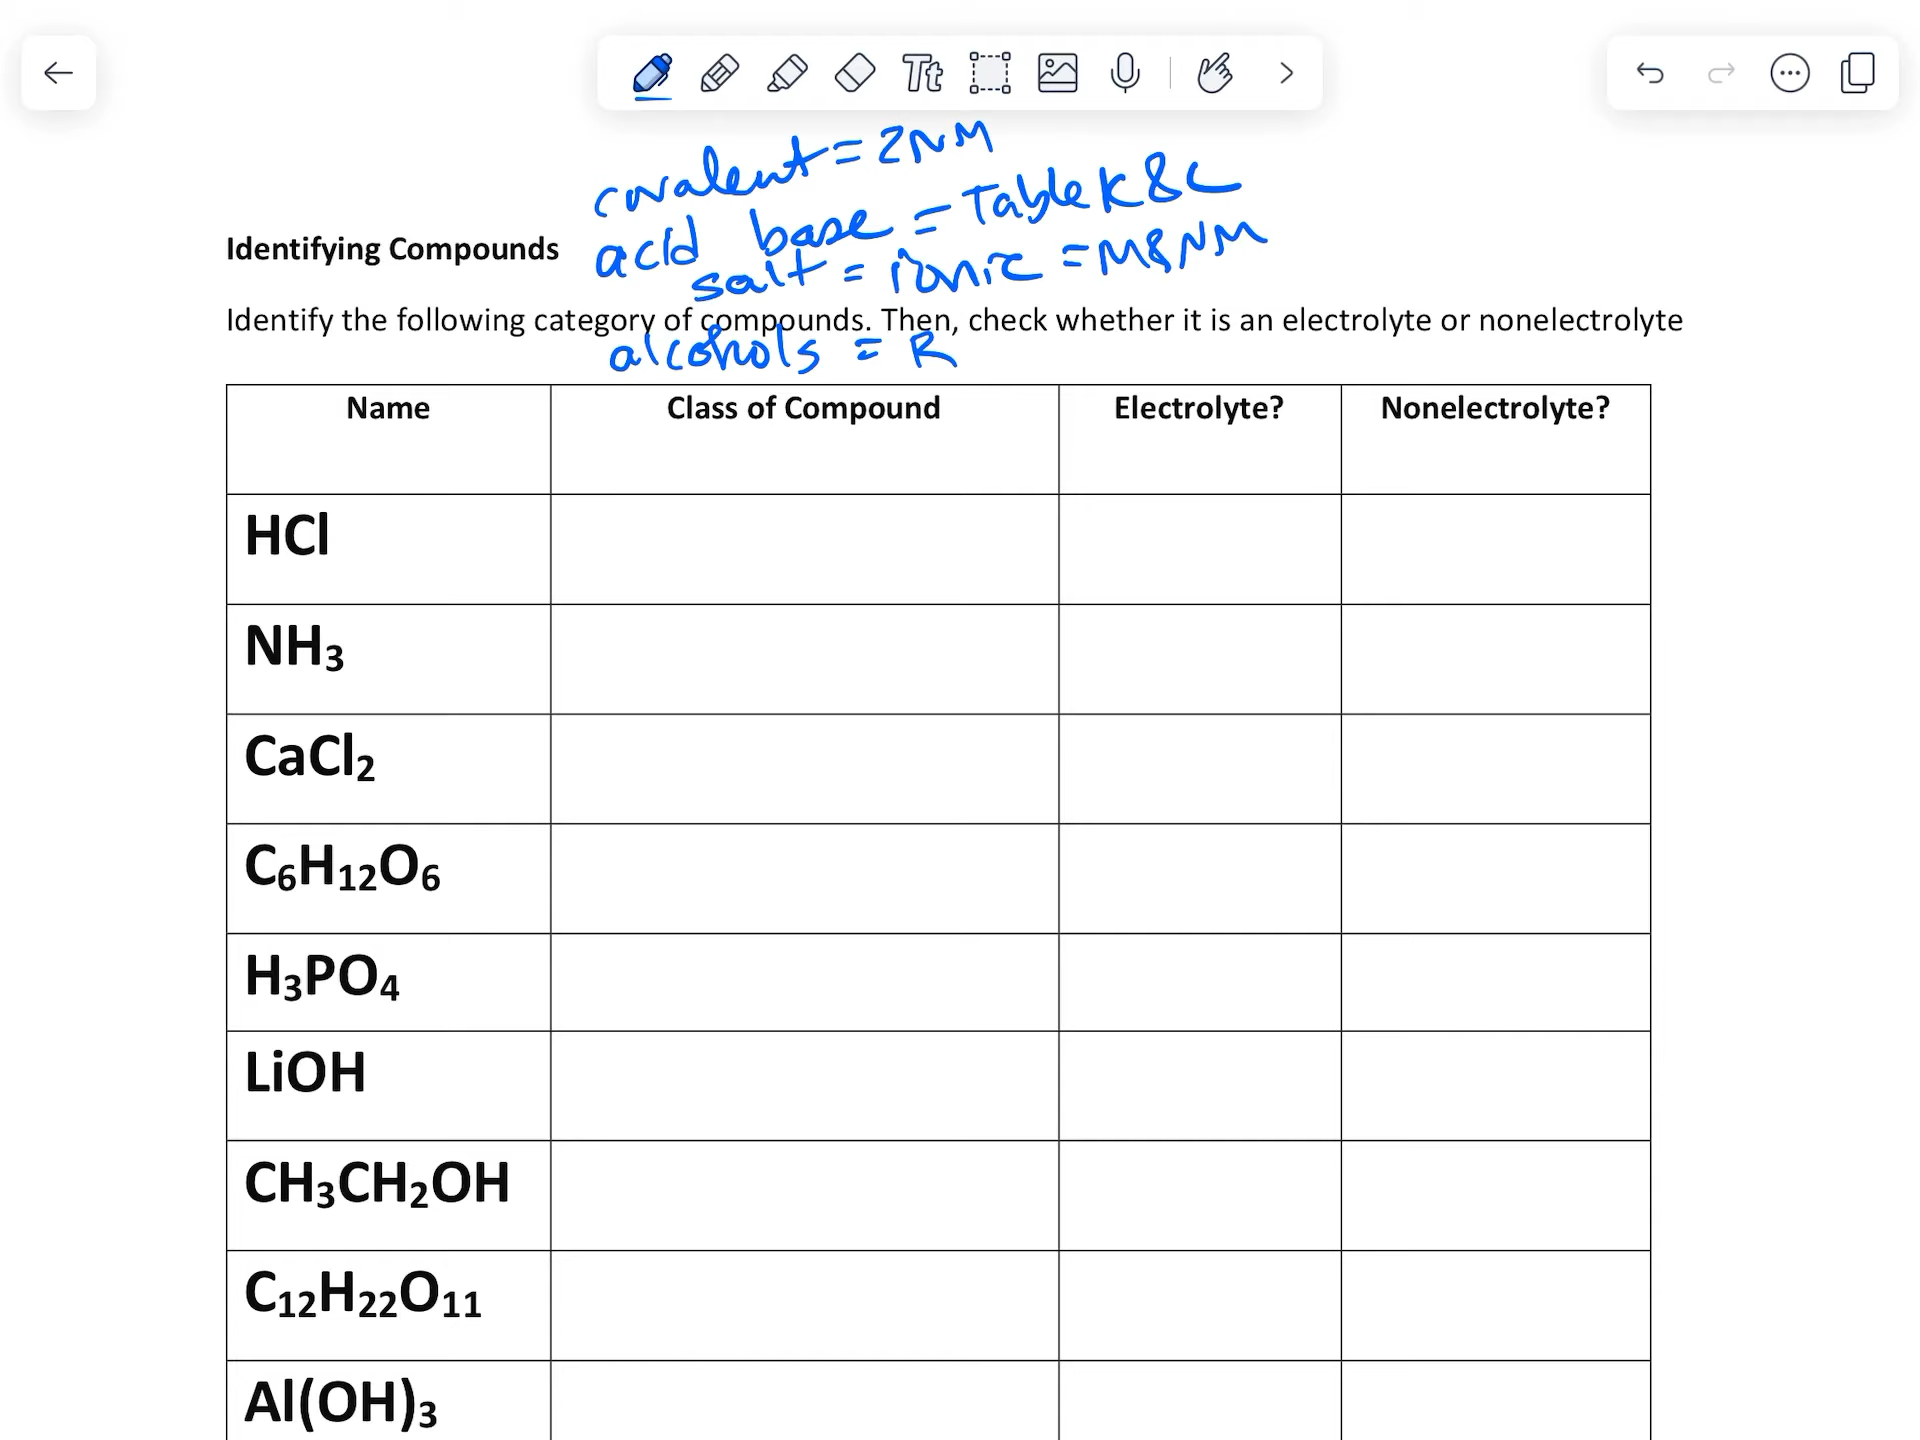 Tt
covalent = 2NM
acid base = Table K & L
salt = ionic = M & NM
Identifying Compounds
Identify the following category of compounds. Then, check whether it is an electrolyte or nonelectrolyte
alcohols = R
Name Class of Compound Electrolyte? Nonelectrolyte?
HCl
NH₃
CaCl₂
C₆H₁₂O₆
H₃PO₄
LiOH
CH₃CH₂OH
C₁₂H₂₂O₁₁
Al(OH)₃